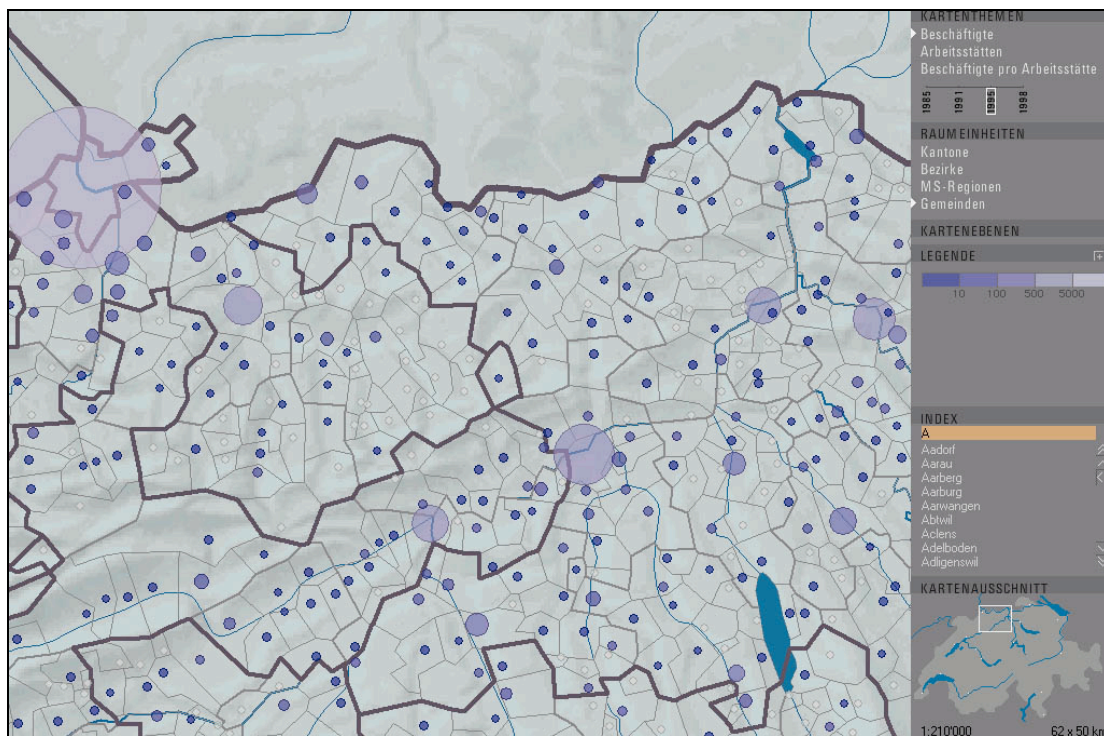 KARTENTHEMEN
Beschäftigte
Arbeitsstätten
Beschäftigte pro Arbeitsstätte
1985 1991 1995 1998
RAUMEINHEITEN
Kantone
Bezirke
MS-Regionen
Gemeinden
KARTENEBENEN
LEGENDE
10 100 500 5000
INDEX
A
Aadorf
Aarau
Aarberg
Aarburg
Aarwangen
Abtwil
Aclens
Adelboden
Adligenswil
KARTENAUSSCHNITT
1:210'000 62 x 50 km